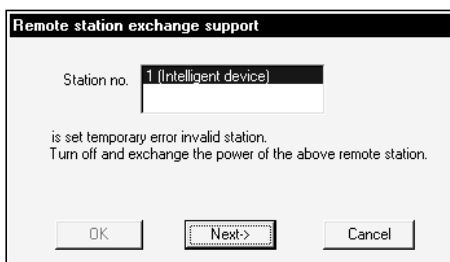 Remote station exchange support
Station no. 1 (Intelligent device)
is set temporary error invalid station.
Turn off and exchange the power of the above remote station.
OK Next-> Cancel